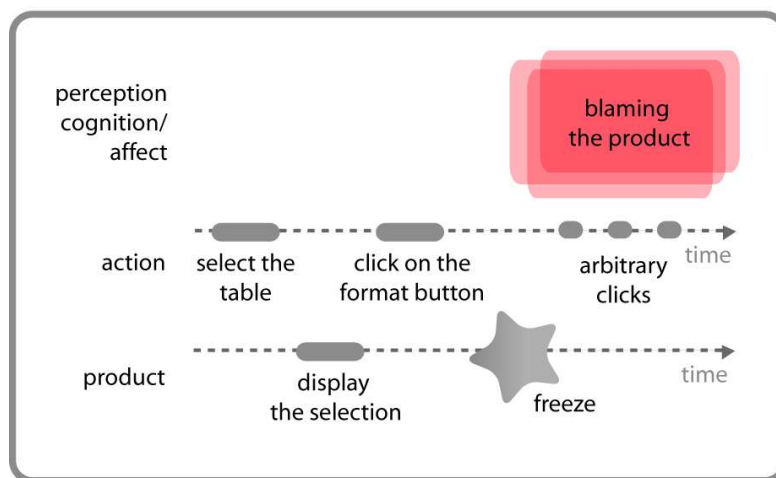 perception
cognition/
affect
blaming
the product
action
select the
table
click on the
format button
arbitrary
clicks
time
product
display
the selection
freeze
time